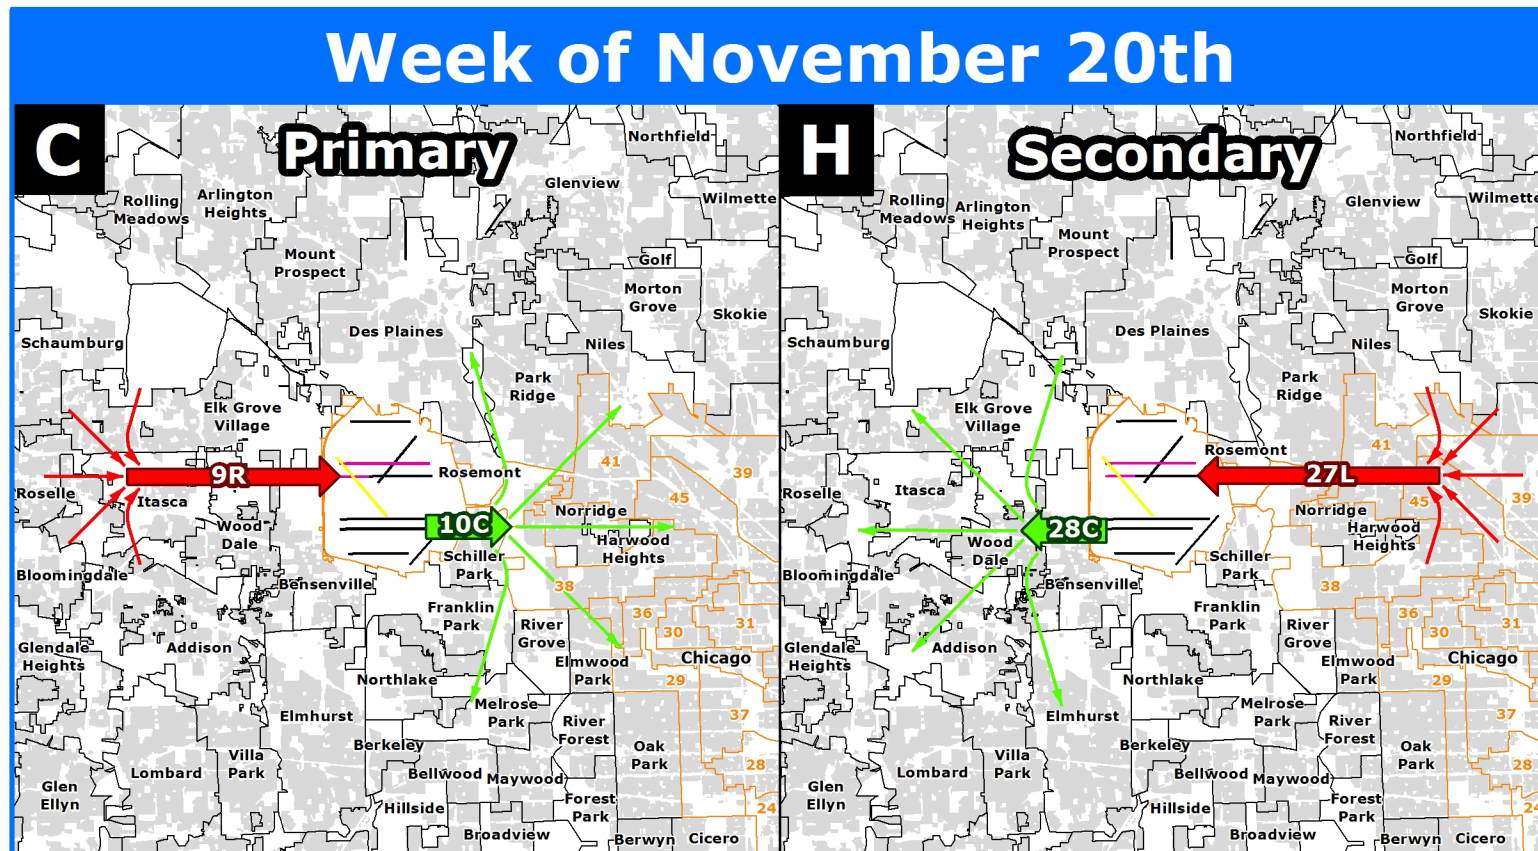 Week of November 20th
C
Primary
Northfield
Glenview
Arlington
Heights
Rolling
Meadows
Wilmette
Mount
Prospect
Golf
Morton
Grove
Skokie
Des Plaines
Schaumburg
Niles
Park
Ridge
Elk Grove
Village
41
9R
Rosemont
39
Roselle
Itasca
45
Norridge
Wood
Dale
10C
Harwood
Heights
Schiller
Park
Bloomingdale
Bensenville
38
Franklin
Park
36
River
Grove
30
31
Glendale
Heights
Addison
Elmwood
Park
Chicago
Northlake
29
Melrose
Park
Elmhurst
River
Forest
37
Berkeley
Oak
Park
Villa
Park
Lombard
Bellwood
Maywood
28
Glen
Ellyn
Hillside
Forest
Park
24
Broadview
Berwyn
Cicero
H
Secondary
Northfield
Rolling
Meadows
Arlington
Heights
Glenview
Wilmette
Mount
Prospect
Golf
Morton
Grove
Skokie
Des Plaines
Schaumburg
Niles
Park
Ridge
Elk Grove
Village
41
Rosemont
27L
Roselle
Itasca
45
39
Norridge
28C
Harwood
Heights
Wood
Dale
Schiller
Park
Bloomingdale
Bensenville
38
Franklin
Park
36
River
Grove
30
31
Glendale
Heights
Addison
Elmwood
Park
Chicago
Northlake
29
Melrose
Park
Elmhurst
River
Forest
37
Berkeley
Oak
Park
Villa
Park
Lombard
Bellwood
Maywood
28
Glen
Ellyn
Hillside
Forest
Park
24
Broadview
Berwyn
Cicero